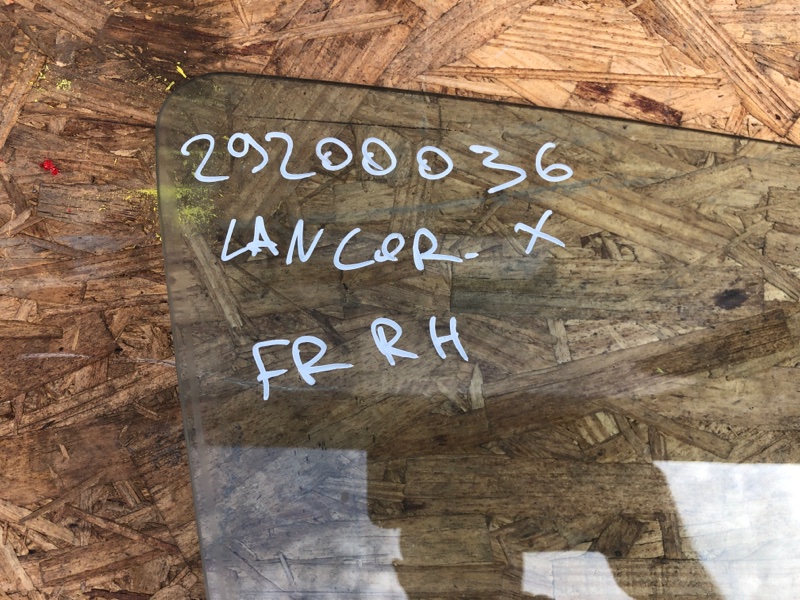 29200036
LANCeR- X
FR RH